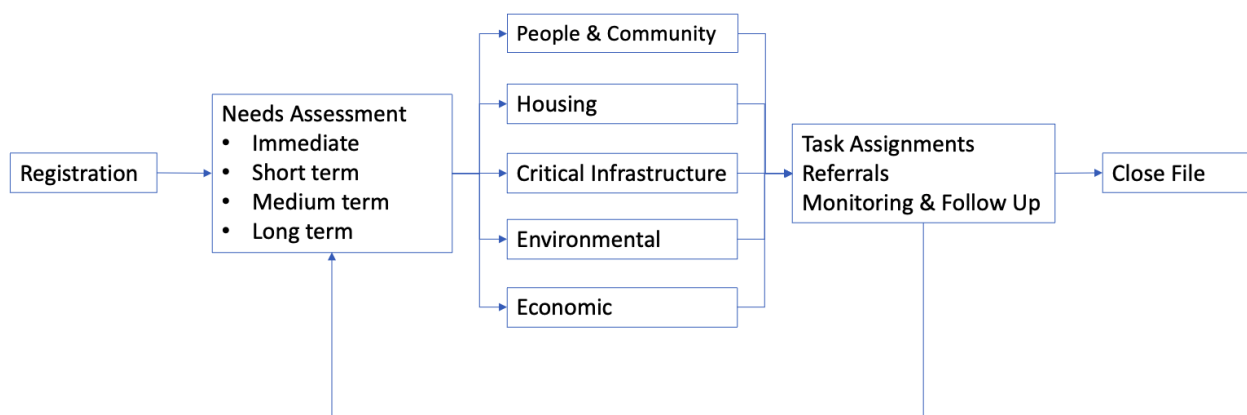 Registration
Needs Assessment
• Immediate
• Short term
• Medium term
• Long term
People & Community
Housing
Critical Infrastructure
Environmental
Economic
Task Assignments
Referrals
Monitoring & Follow Up
Close File